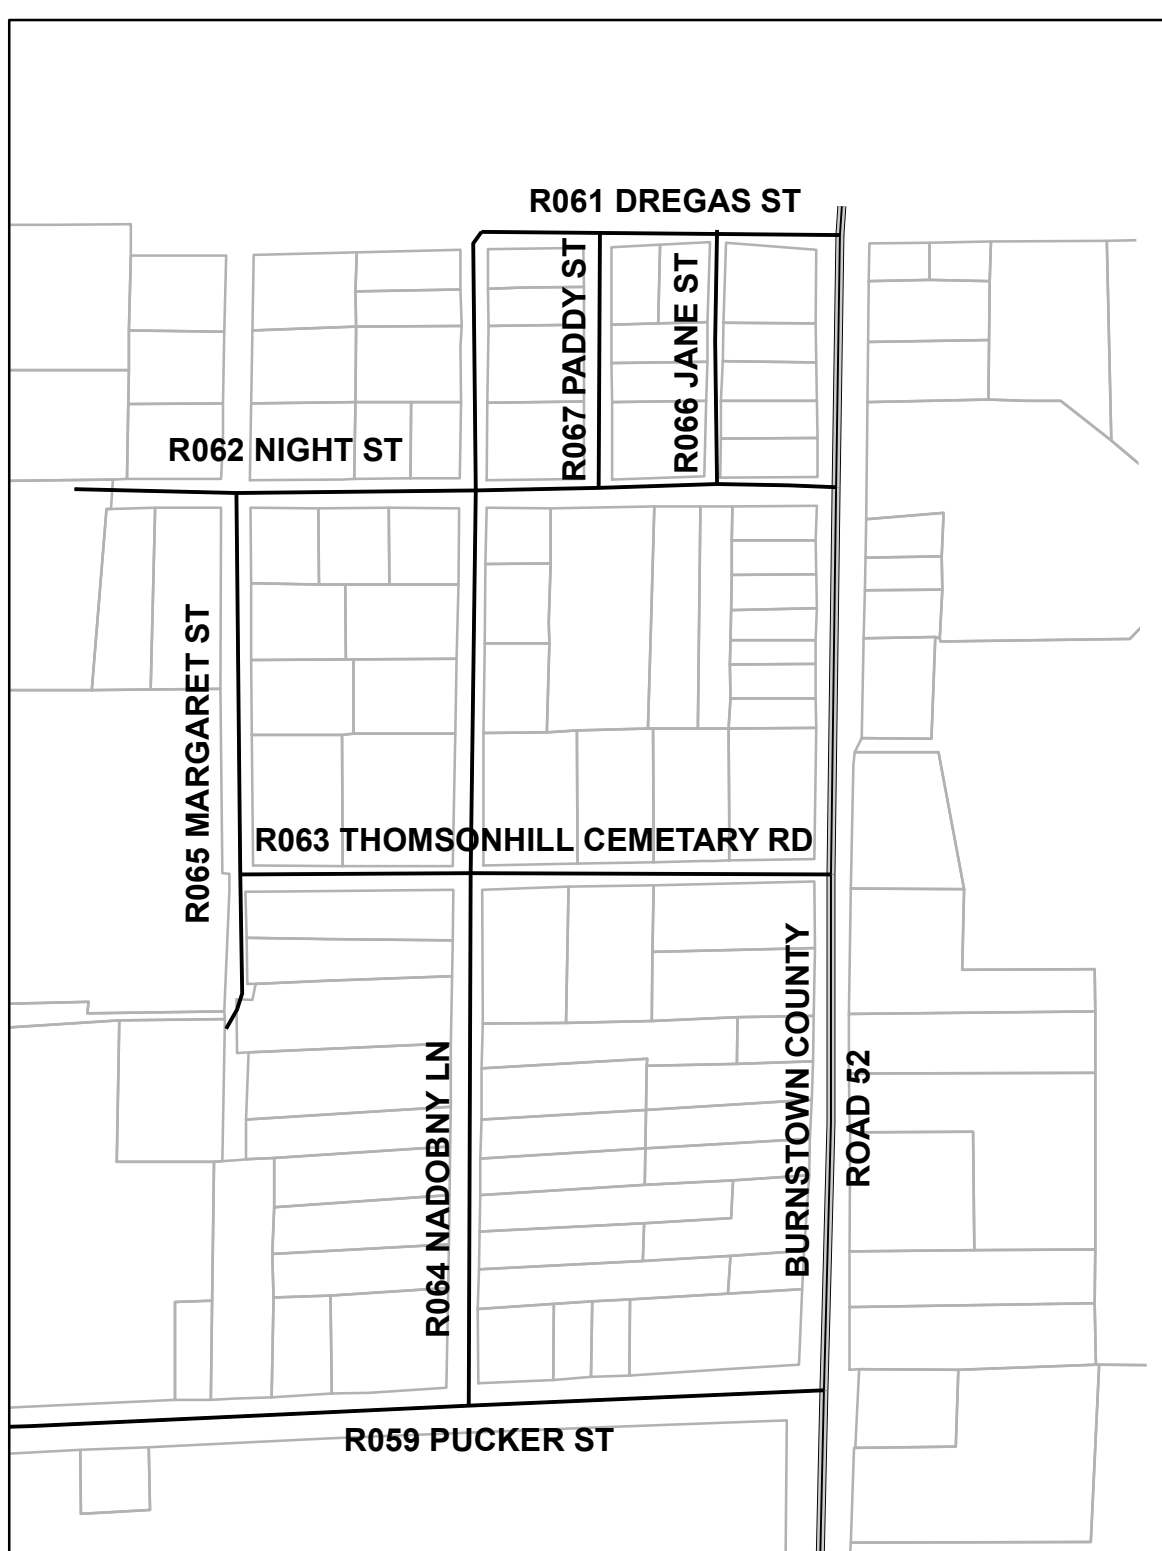 R061 DREGAS ST
R067 PADDY ST
R066 JANE ST
R062 NIGHT ST
R065 MARGARET ST
R063 THOMSONHILL CEMETARY RD
BURNSTOWN COUNTY
ROAD 52
R064 NADOBNY LN
R059 PUCKER ST